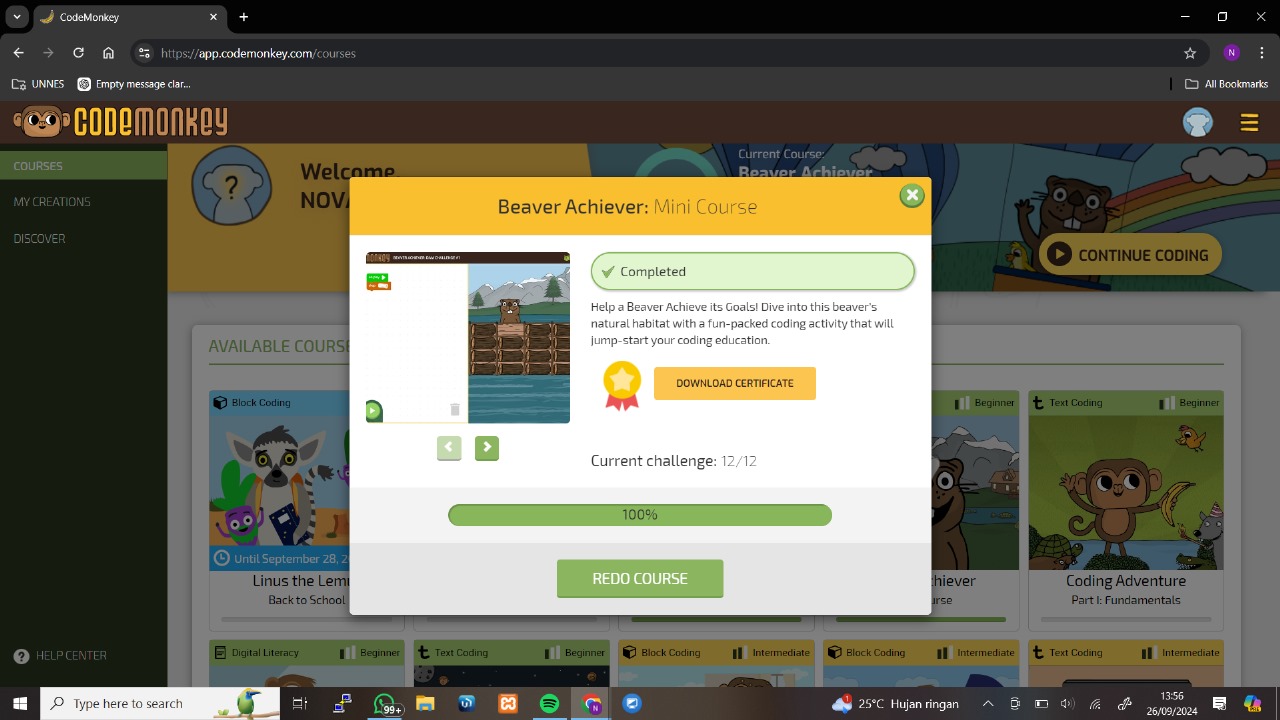 CodeMonkey
https://app.codemonkey.com/courses
UNNES
Empty message dar...
All Bookmarks
N
CODEMONKEY
COURSES
MY CREATIONS
DISCOVER
HELP CENTER
Welcome,
NOVA
Current Course:
Beaver Achiever
CONTINUE CODING
Beaver Achiever: Mini Course
Completed
Help a Beaver Achieve its Goals! Dive into this beaver's
natural habitat with a fun-packed coding activity that will
jump-start your coding education.
DOWNLOAD CERTIFICATE
Current challenge: 12/12
100%
REDO COURSE
AVAILABLE COURSE
Block Coding
Beginner
Text Coding
Beginner
Until September 28, 20
Linus the Lem
Back to School
hiever
urse
Coding Adventure
Part I: Fundamentals
Digital Literacy
Beginner
Text Coding
Beginner
Block Coding
Intermediate
Block Coding
Intermediate
Text Coding
Intermediate
Type here to search
99+
25°C Hujan ringan
13:56
26/09/2024